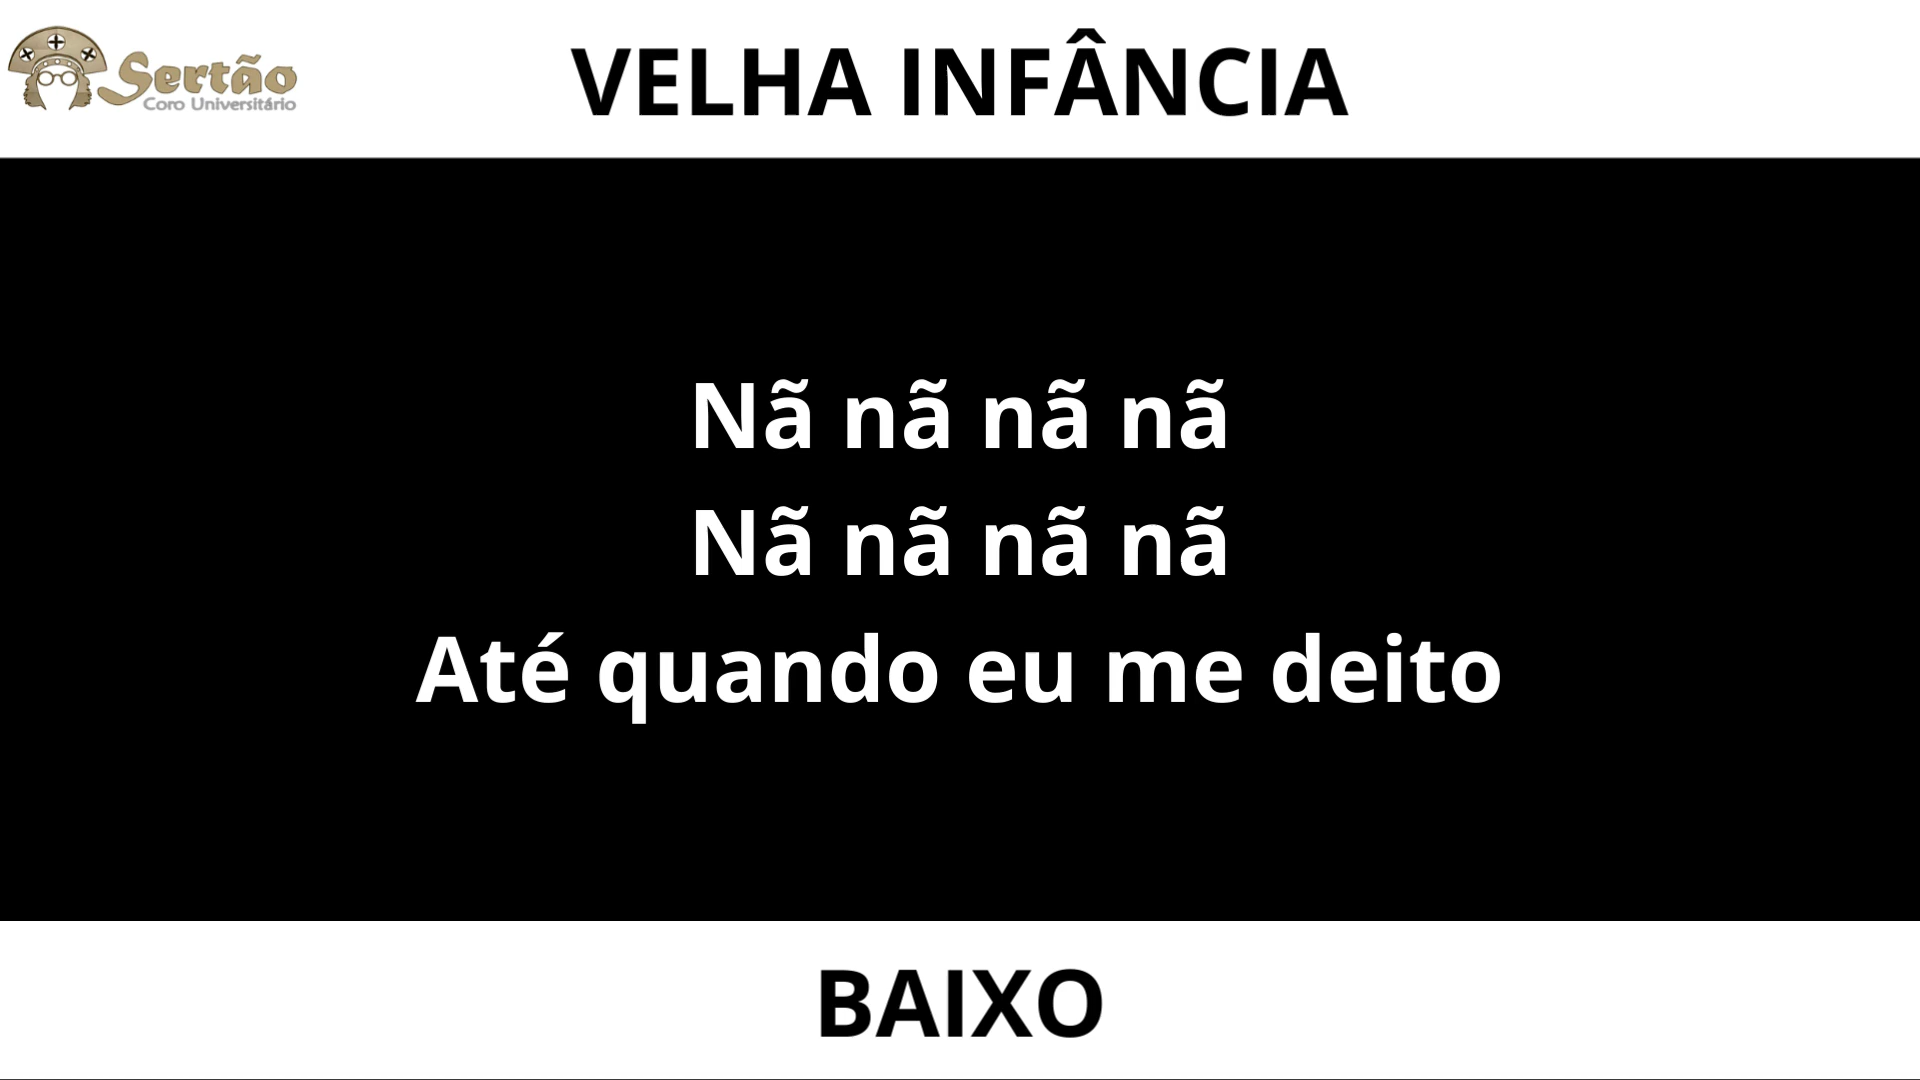 Sertão
Coro Universitário
VELHA INFÂNCIA
Nã nã nã nã
Nã nã nã nã
Até quando eu me deito
BAIXO